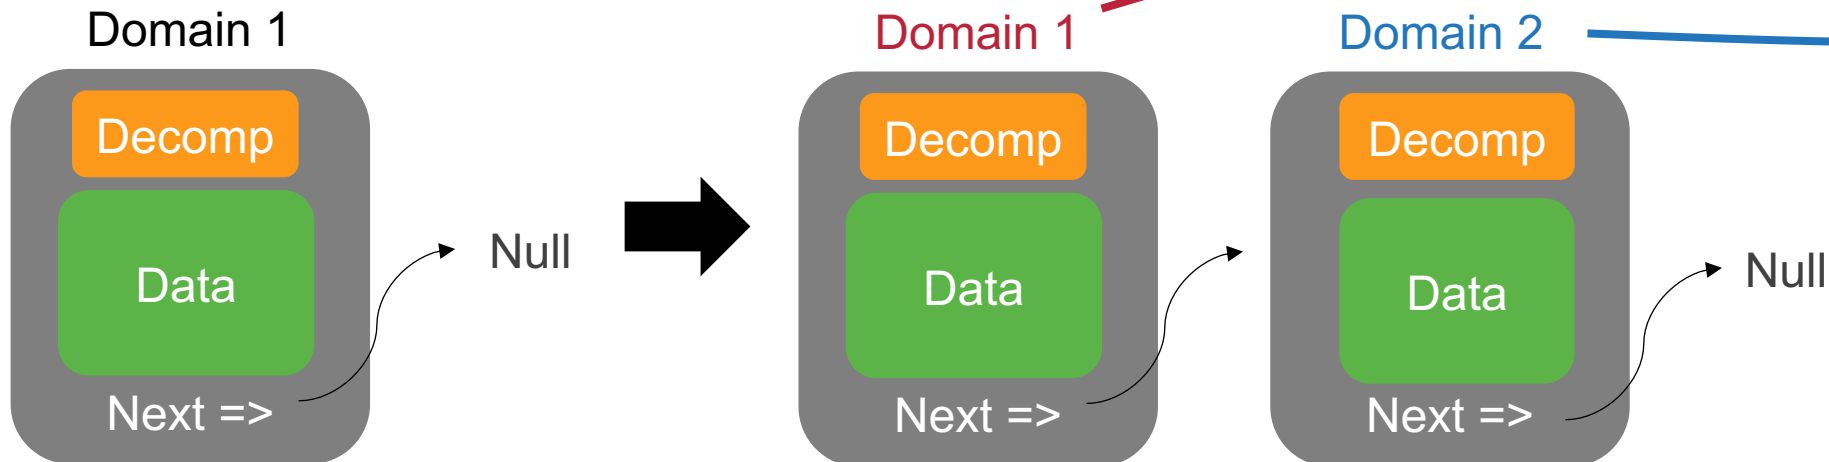 Domain 1
Decomp
Data
Next =>
Null
Domain 1
Decomp
Data
Next =>
Domain 2
Decomp
Data
Next =>
Null